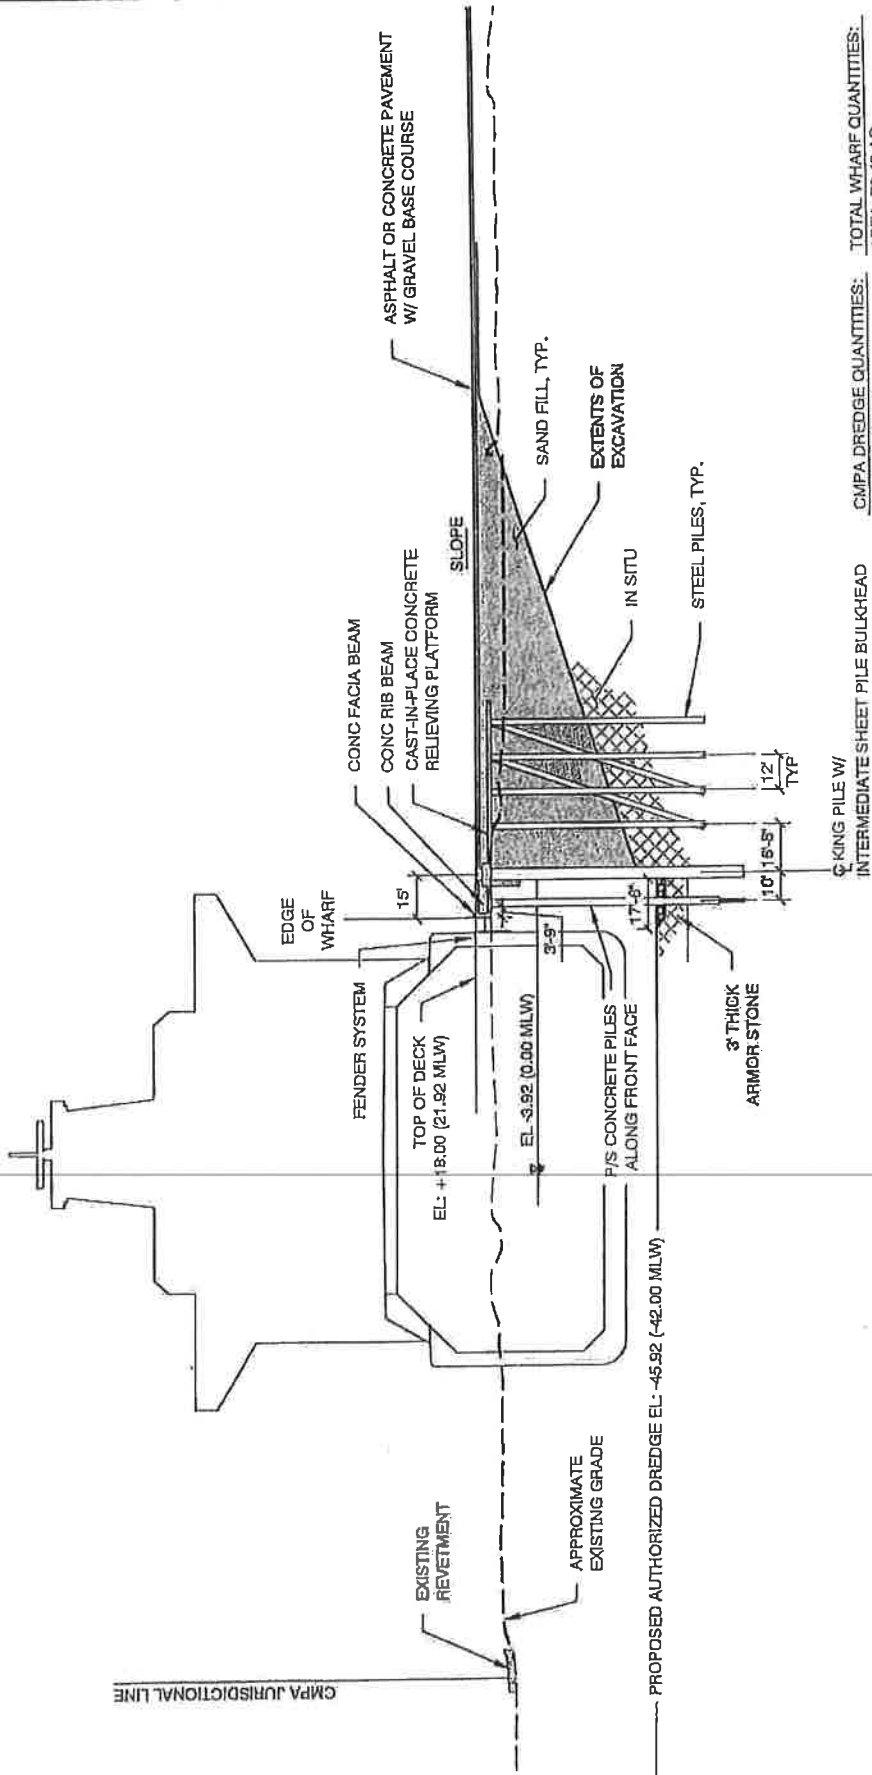 CMPA JURISDICTIONAL LINE
EXISTING
REVETMENT
APPROXIMATE
EXISTING GRADE
PROPOSED AUTHORIZED DREDGE EL: -45.92 (-42.00 MLW)
EDGE
OF
WHARF
FENDER SYSTEM
TOP OF DECK
EL: +18.00 (21.92 MLW)
EL -3.92 (0.00 MLW)
P/S CONCRETE PILES
ALONG FRONT FACE
3' THICK
ARMOR STONE
15'
3'-9"
17'-6"
10'
16'-5"
12'
TYP
CONC FACIA BEAM
CONC RIB BEAM
CAST-IN-PLACE CONCRETE
RELIEVING PLATFORM
SLOPE
ASPHALT OR CONCRETE PAVEMENT
W/ GRAVEL BASE COURSE
SAND FILL, TYP.
EXTENTS OF
EXCAVATION
IN SITU
STEEL PILES, TYP.
℄ KING PILE W/
INTERMEDIATE SHEET PILE BULKHEAD
CMPA DREDGE QUANTITIES:
TOTAL WHARF QUANTITIES: